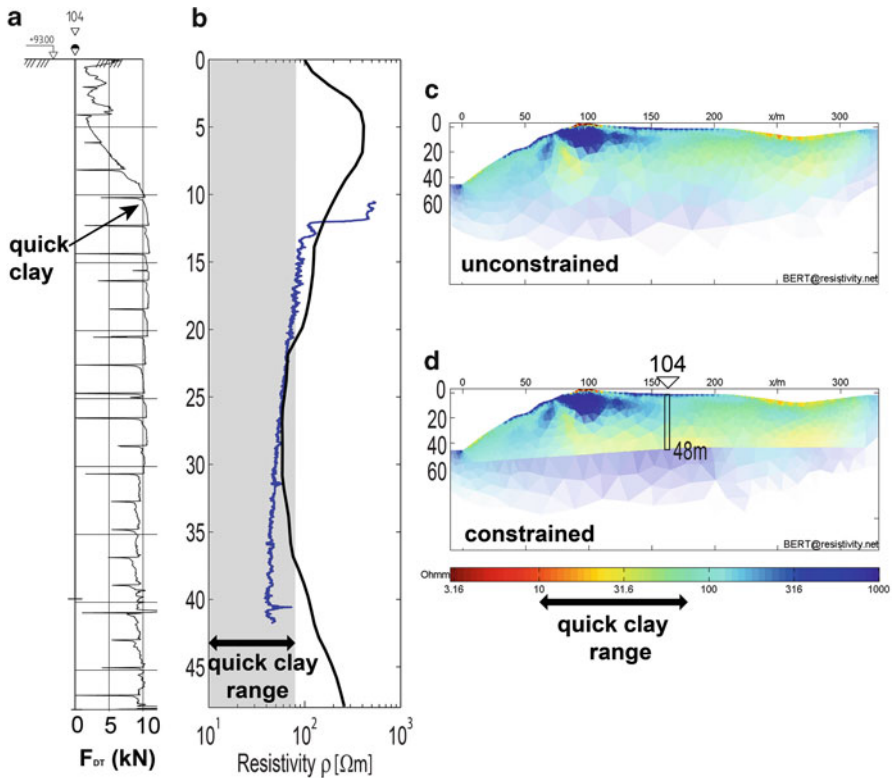 a
104
+93.00
quick
clay
0 5 10
F_DT (kN)
b
0
5
10
15
20
25
30
35
40
45
quick clay
range
10^1 10^2 10^3
Resistivity ρ [Ωm]
c
0 50 100 150 200 x/m 300
0
20
40
60
unconstrained
BERT@resistivity.net
d
104
0 50 100 150 200 x/m 300
0
20
40
60
48m
constrained
BERT@resistivity.net
Ohmm
3.16 10 31.6 100 316 1000
quick clay
range